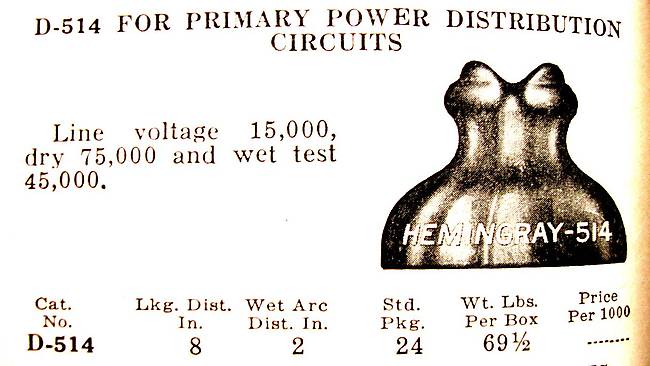 D-514 FOR PRIMARY POWER DISTRIBUTION
CIRCUITS
Line voltage 15,000,
dry 75,000 and wet test
45,000.
HEMINGRAY-514
Cat. Lkg. Dist. Wet Arc Std. Wt. Lbs. Price
No. In. Dist. In. Pkg. Per Box Per 1000
D-514 8 2 24 69½ --------